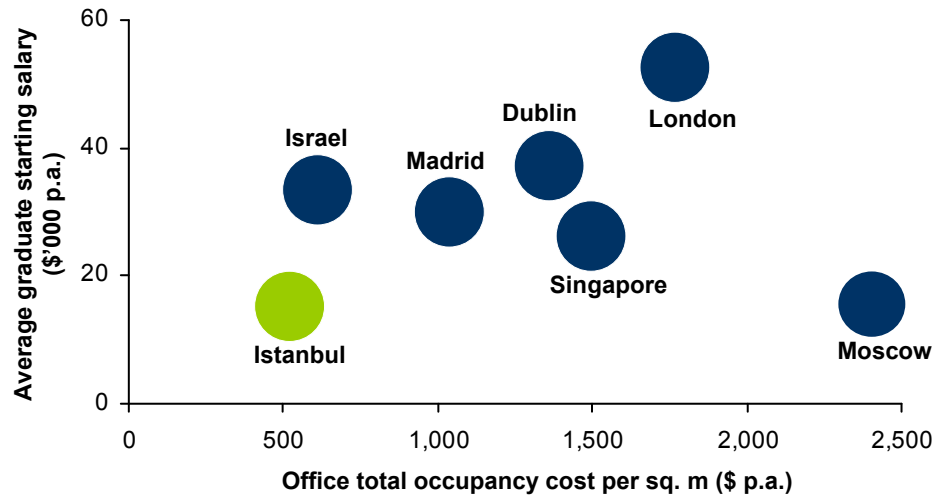 60
40
20
0
Average graduate starting salary
($'000 p.a.)
London
Dublin
Israel
Madrid
Singapore
Istanbul
Moscow
0
500
1,000
1,500
2,000
2,500
Office total occupancy cost per sq. m ($ p.a.)